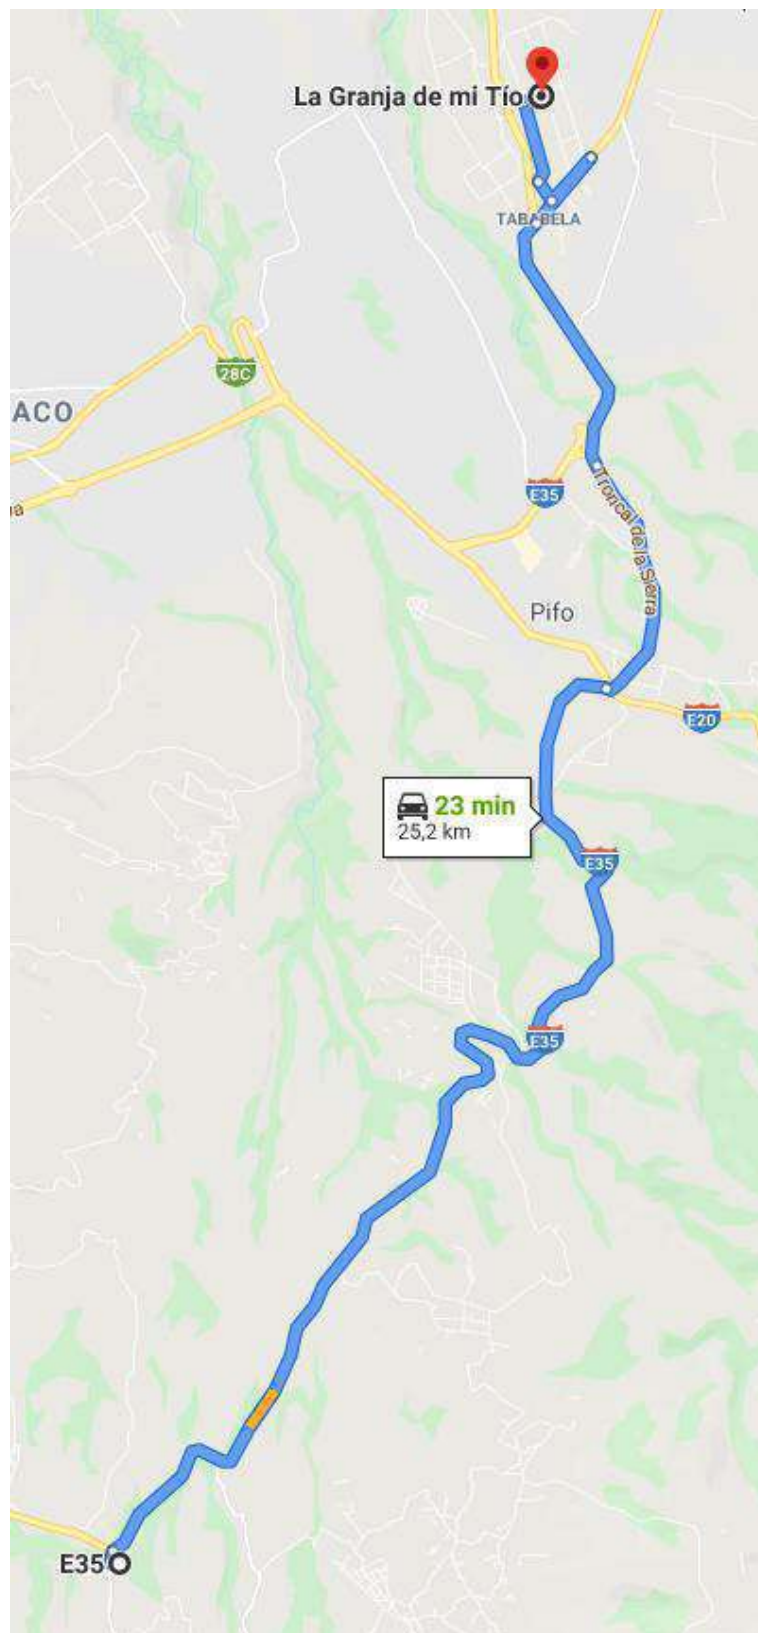 La Granja de mi Tío
TABABELA
28C
ACO
E35
Troncal de la Sierra
Pifo
E20
23 min
25,2 km
E35
E35
E35